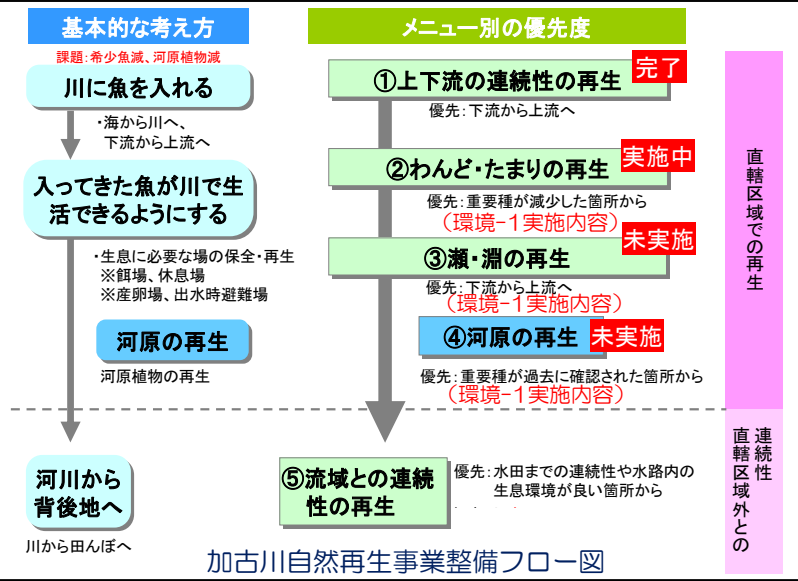 基本的な考え方
課題:希少魚減、河原植物減
川に魚を入れる
・海から川へ、
下流から上流へ
入ってきた魚が川で生
活できるようにする
・生息に必要な場の保全・再生
※餌場、休息場
※産卵場、出水時避難場
河原の再生
河原植物の再生
河川から
背後地へ
川から田んぼへ
メニュー別の優先度
①上下流の連続性の再生
完了
優先:下流から上流へ
②わんど・たまりの再生
実施中
優先:重要種が減少した箇所から
(環境-1実施内容)
③瀬・淵の再生
未実施
優先:下流から上流へ
(環境-1実施内容)
④河原の再生
未実施
優先:重要種が過去に確認された箇所から
(環境-1実施内容)
⑤流域との連続
性の再生
優先:水田までの連続性や水路内の
生息環境が良い箇所から
直轄区域での再生
直轄区域外との
連続性
加古川自然再生事業整備フロー図